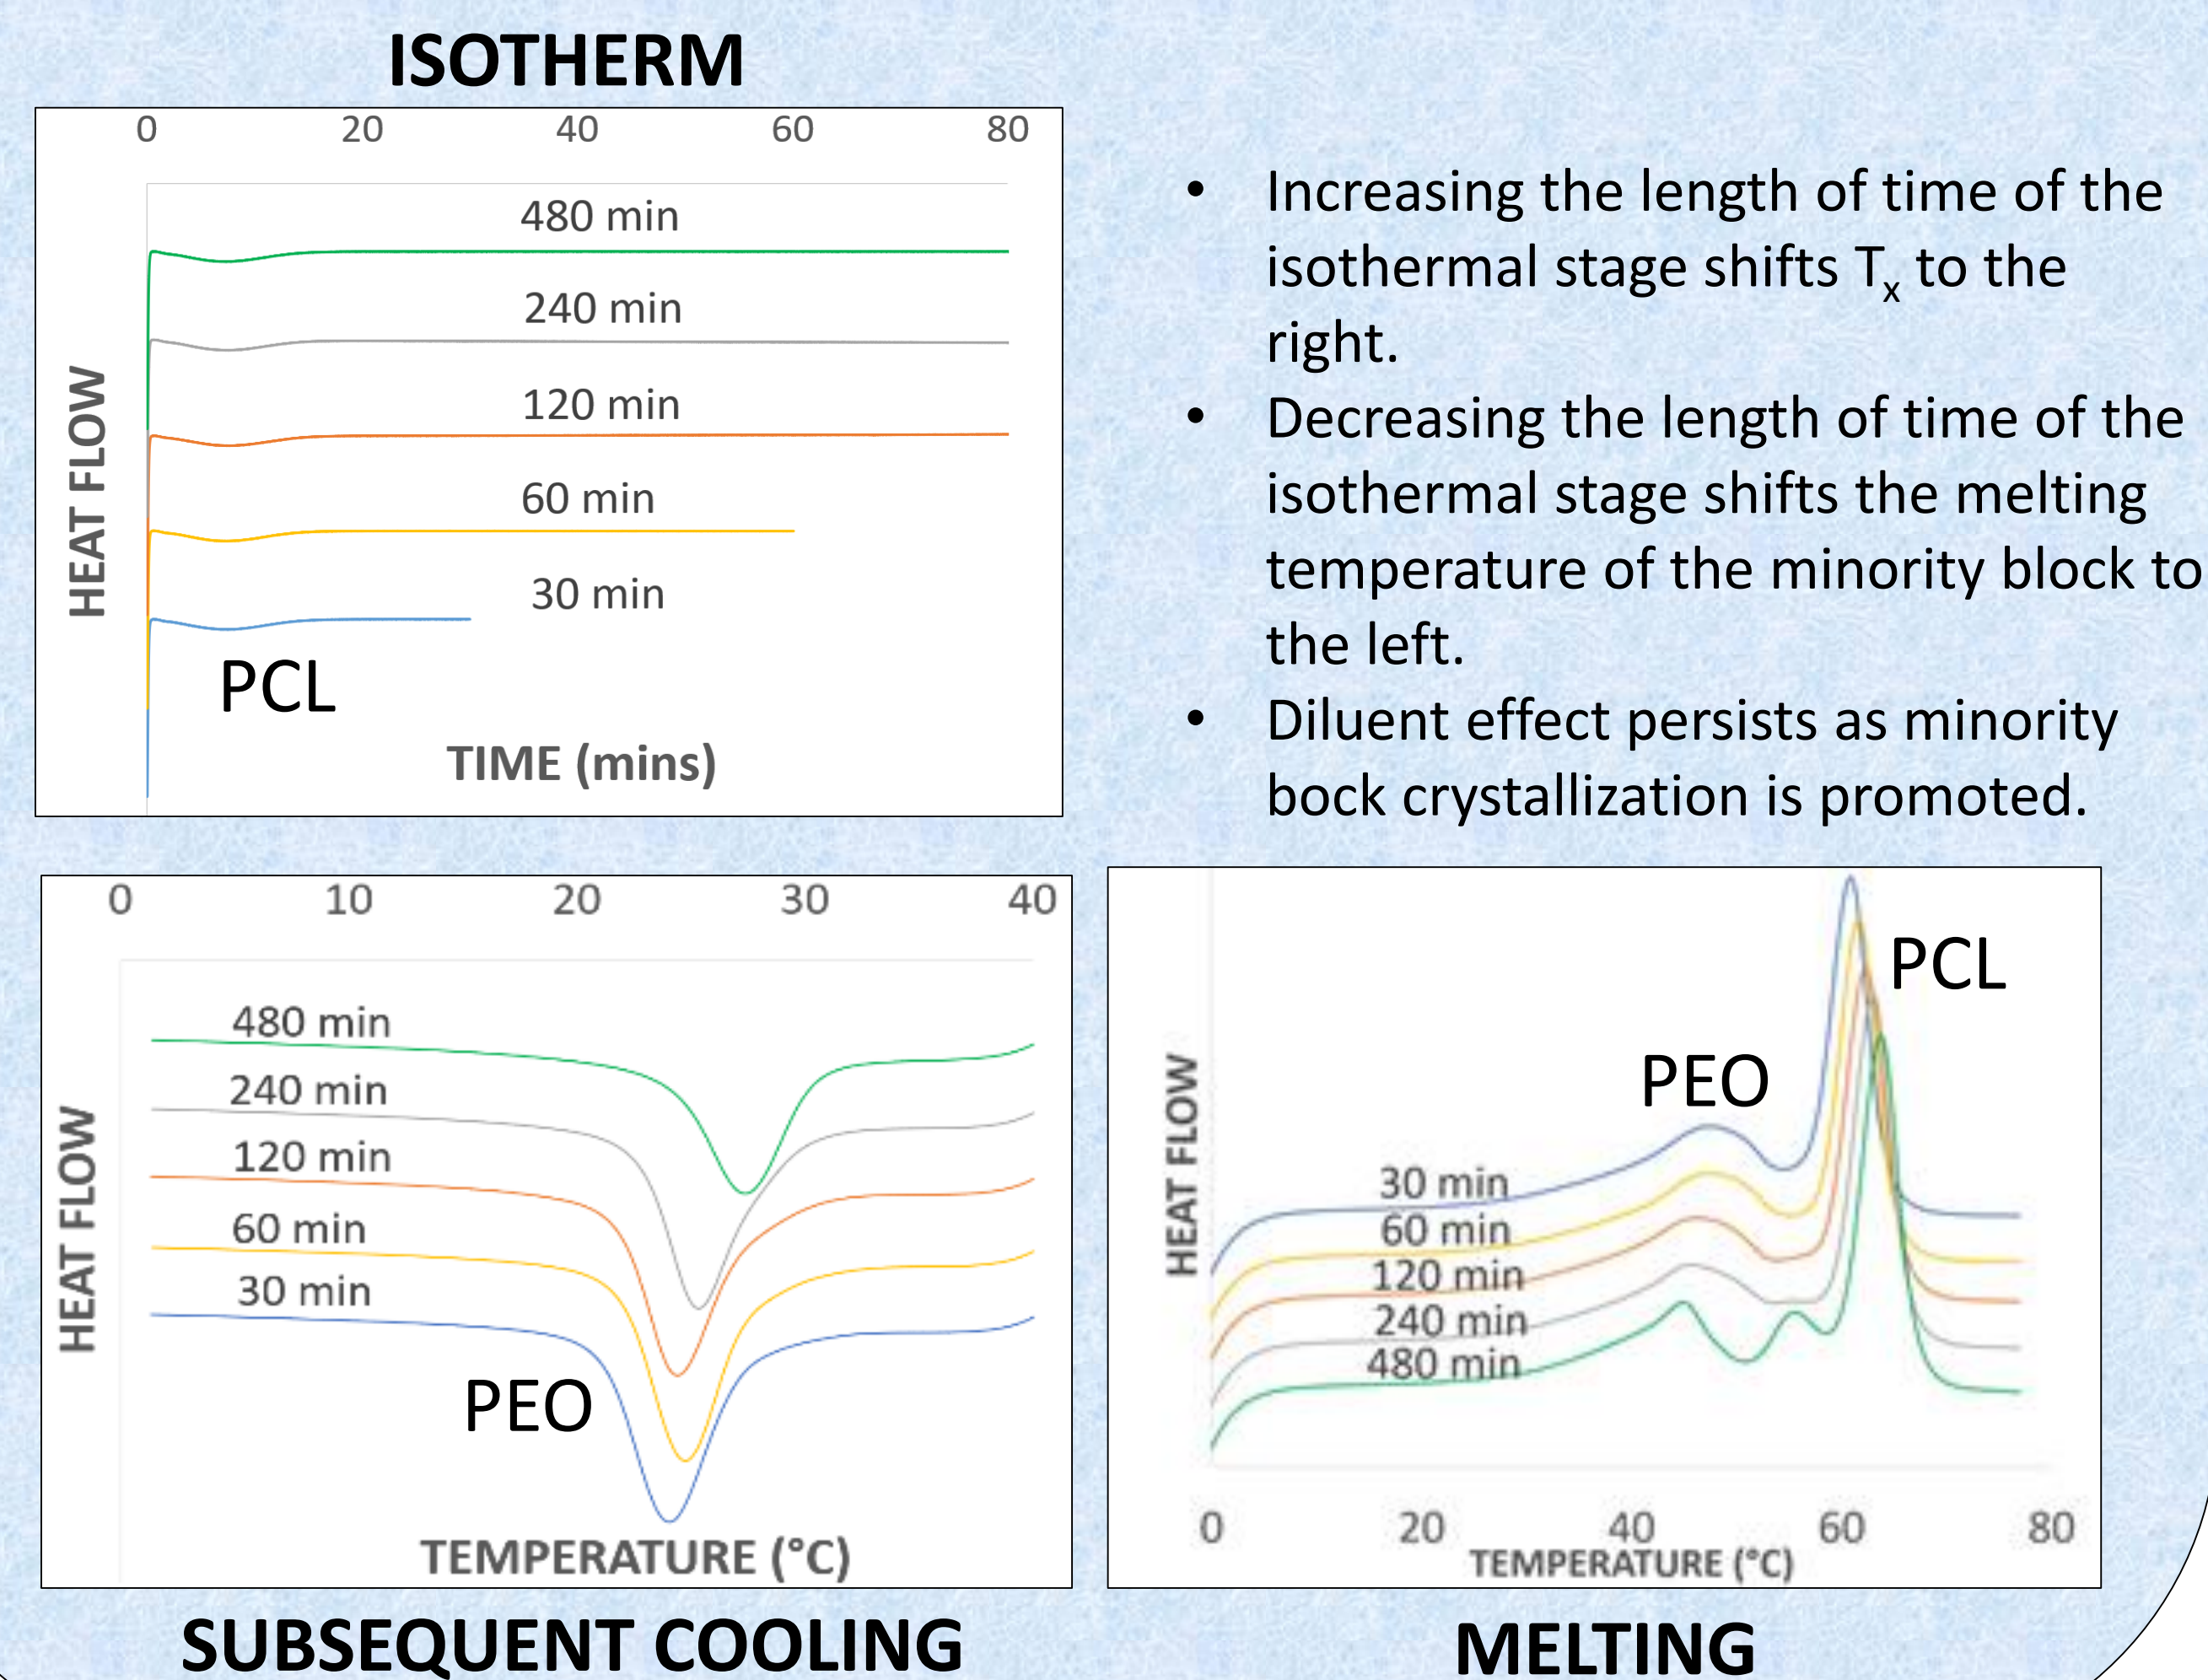 ISOTHERM
0 20 40 60 80
480 min
240 min
120 min
60 min
30 min
PCL
HEAT FLOW
TIME (mins)
• Increasing the length of time of the
isothermal stage shifts Tx to the
right.
• Decreasing the length of time of the
isothermal stage shifts the melting
temperature of the minority block to
the left.
• Diluent effect persists as minority
bock crystallization is promoted.
0 10 20 30 40
480 min
240 min
120 min
60 min
30 min
PEO
HEAT FLOW
TEMPERATURE (°C)
SUBSEQUENT COOLING
PCL
PEO
HEAT FLOW
30 min
60 min
120 min
240 min
480 min
0 20 40 60 80
TEMPERATURE (°C)
MELTING